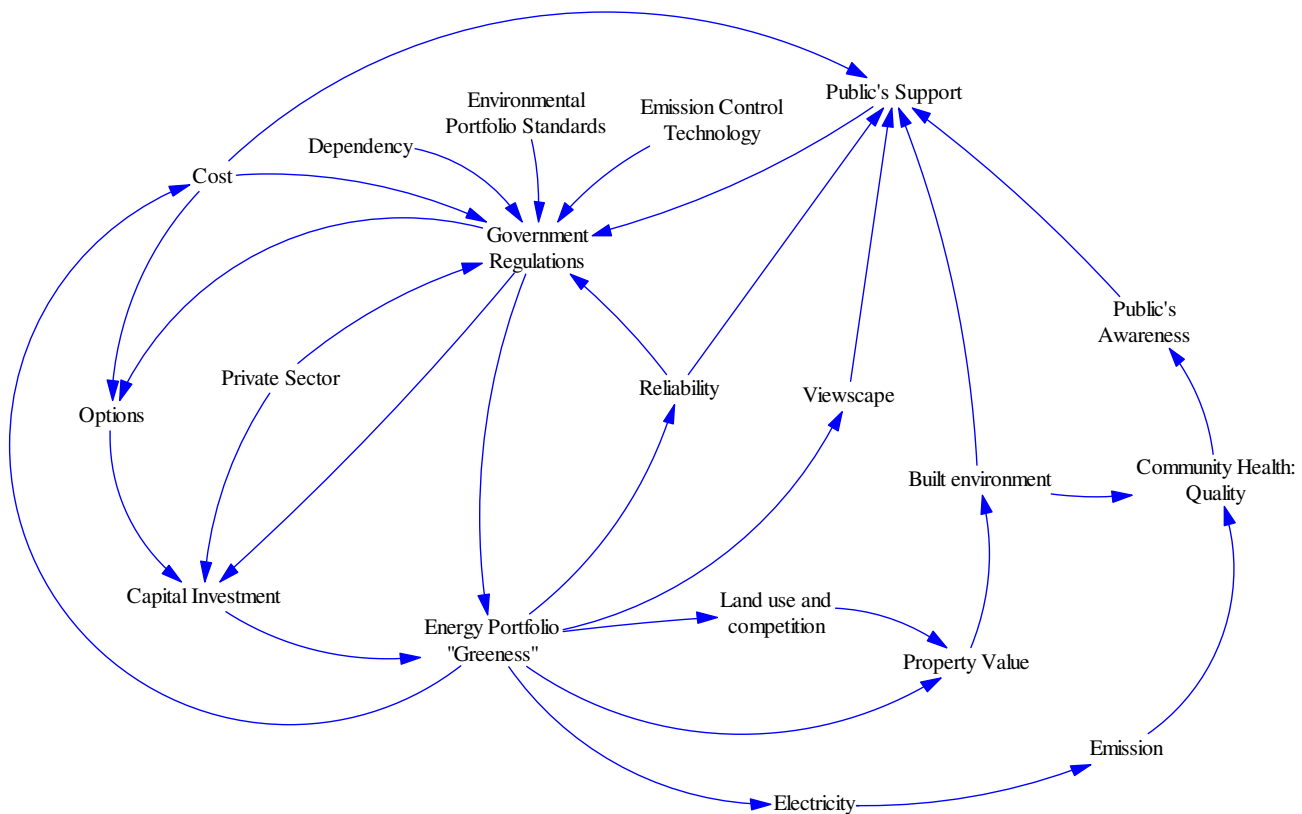 Public's Support
Environmental
Portfolio Standards
Emission Control
Technology
Dependency
Cost
Government
Regulations
Public's
Awareness
Private Sector
Reliability
Viewscape
Options
Built environment
Community Health:
Quality
Capital Investment
Energy Portfolio
"Greeness"
Land use and
competition
Property Value
Emission
Electricity